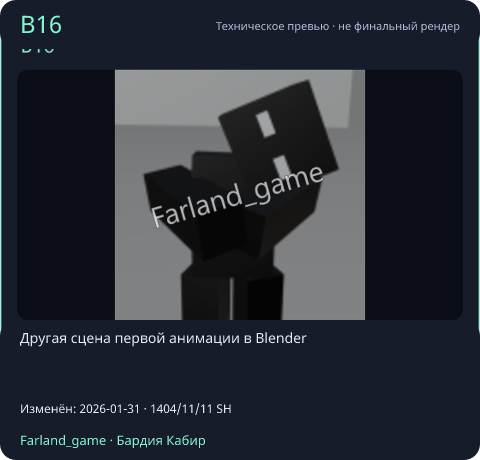 B16
Техническое превью · не финальный рендер
B16
Farland_game
Другая сцена первой анимации в Blender
Изменён: 2026-01-31 · 1404/11/11 SH
Farland_game · Бардия Кабир